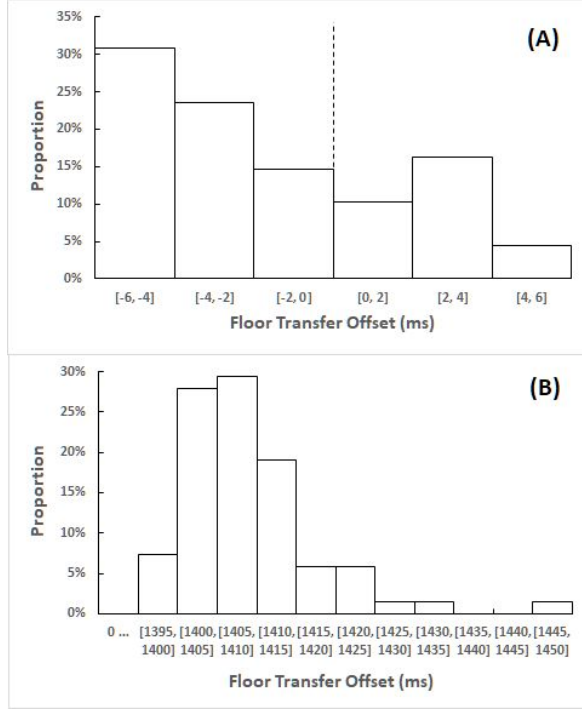 (A)
Proportion
35%
30%
25%
20%
15%
10%
5%
0%
[-6, -4] [-4, -2] [-2, 0] [0, 2] [2, 4] [4, 6]
Floor Transfer Offset (ms)
(B)
Proportion
30%
25%
20%
15%
10%
5%
0%
0 ... [1395, [1400, [1405, [1410, [1415, [1420, [1425, [1430, [1435, [1440, [1445,
1400] 1405] 1410] 1415] 1420] 1425] 1430] 1435] 1440] 1445] 1450]
Floor Transfer Offset (ms)